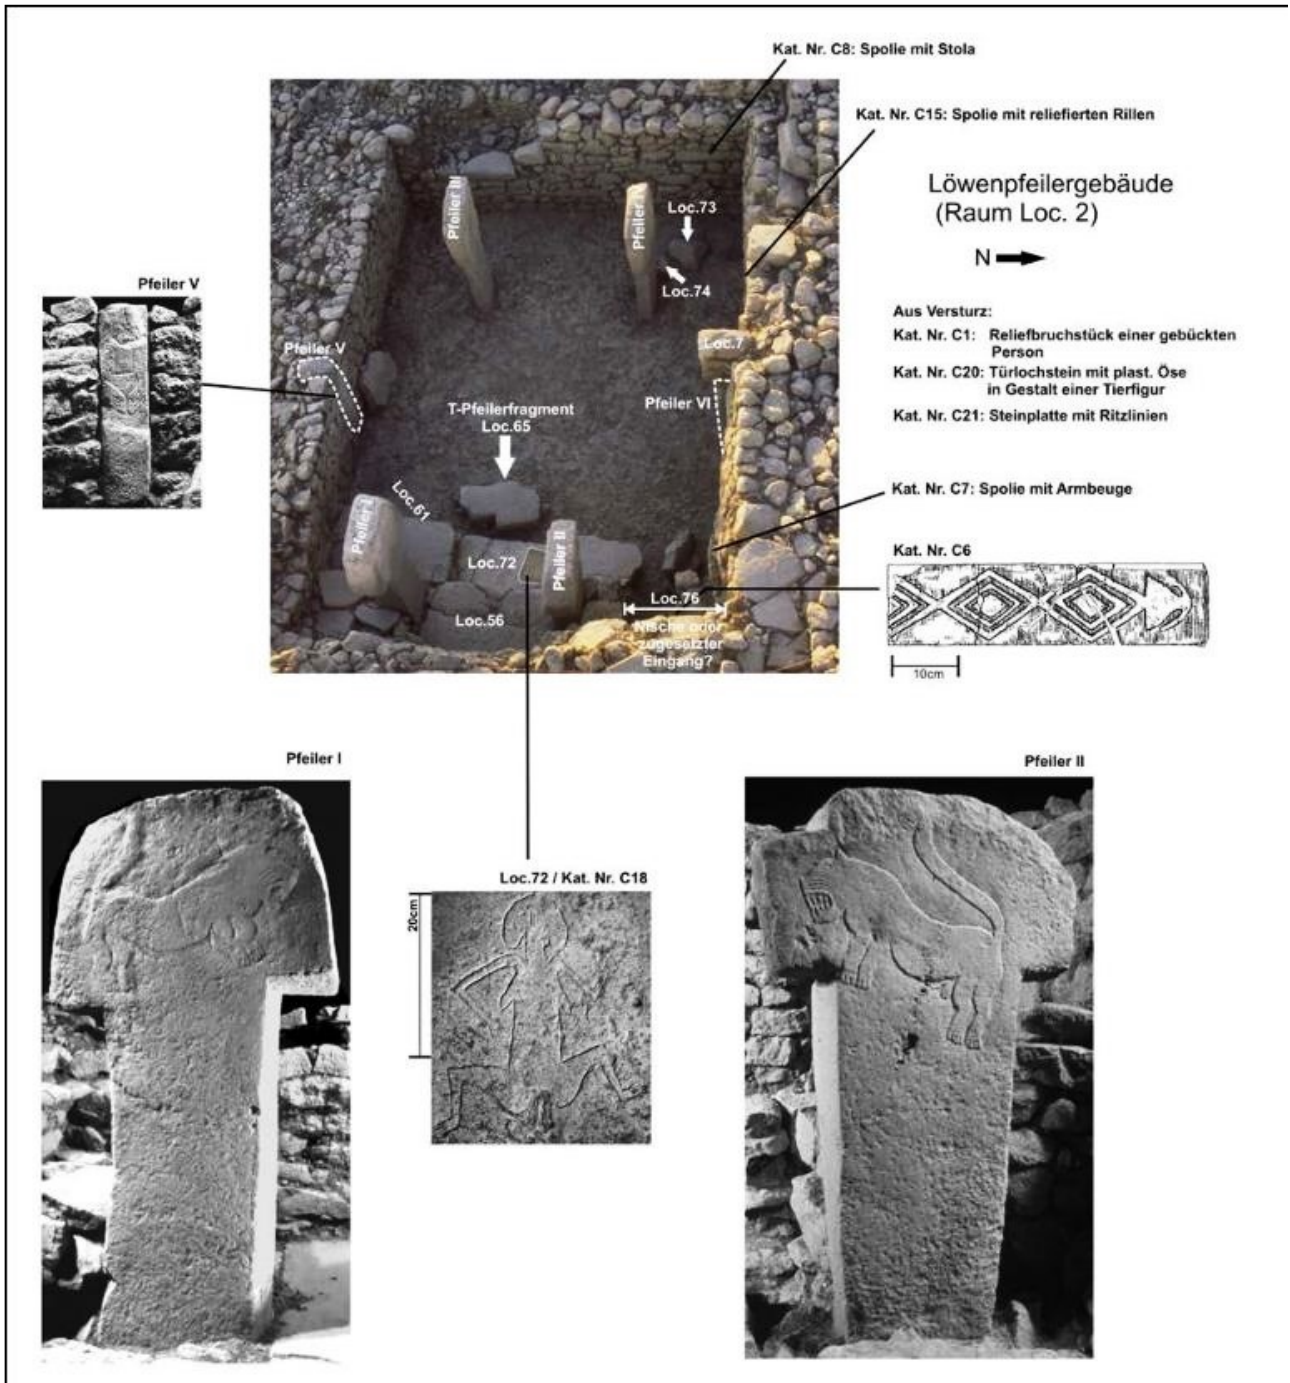 Kat. Nr. C8: Spolie mit Stola
Kat. Nr. C15: Spolie mit reliefierten Rillen
Löwenpfeilergebäude
(Raum Loc. 2)
N
Aus Versturz:
Kat. Nr. C1: Reliefbruchstück einer gebückten
Person
Kat. Nr. C20: Türlochstein mit plast. Öse
in Gestalt einer Tierfigur
Kat. Nr. C21: Steinplatte mit Ritzlinien
Pfeiler III
Pfeiler
Loc.73
Loc.74
Loc.7
Pfeiler V
Pfeiler V
Pfeiler VI
T-Pfeilerfragment
Loc.65
Loc.61
Pfeiler I
Loc.72
Pfeiler II
Loc.56
Loc.76
Nische oder
zugesetzter
Eingang?
Kat. Nr. C7: Spolie mit Armbeuge
Kat. Nr. C6
10cm
Pfeiler I
Loc.72 / Kat. Nr. C18
20cm
Pfeiler II